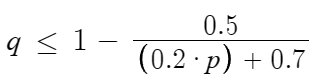 q ≤ 1 − 0.5 / ((0.2 · p) + 0.7)